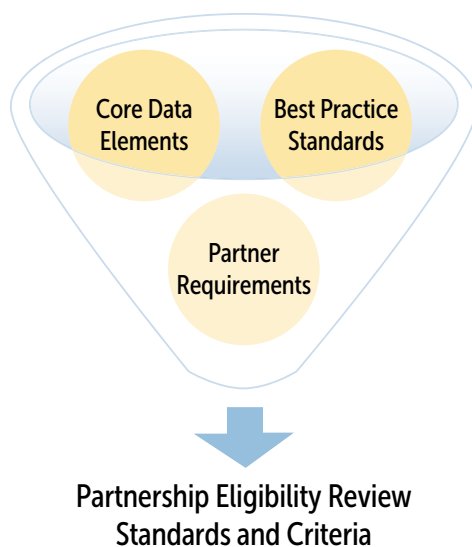 Core Data
Elements
Best Practice
Standards
Partner
Requirements
Partnership Eligibility Review
Standards and Criteria